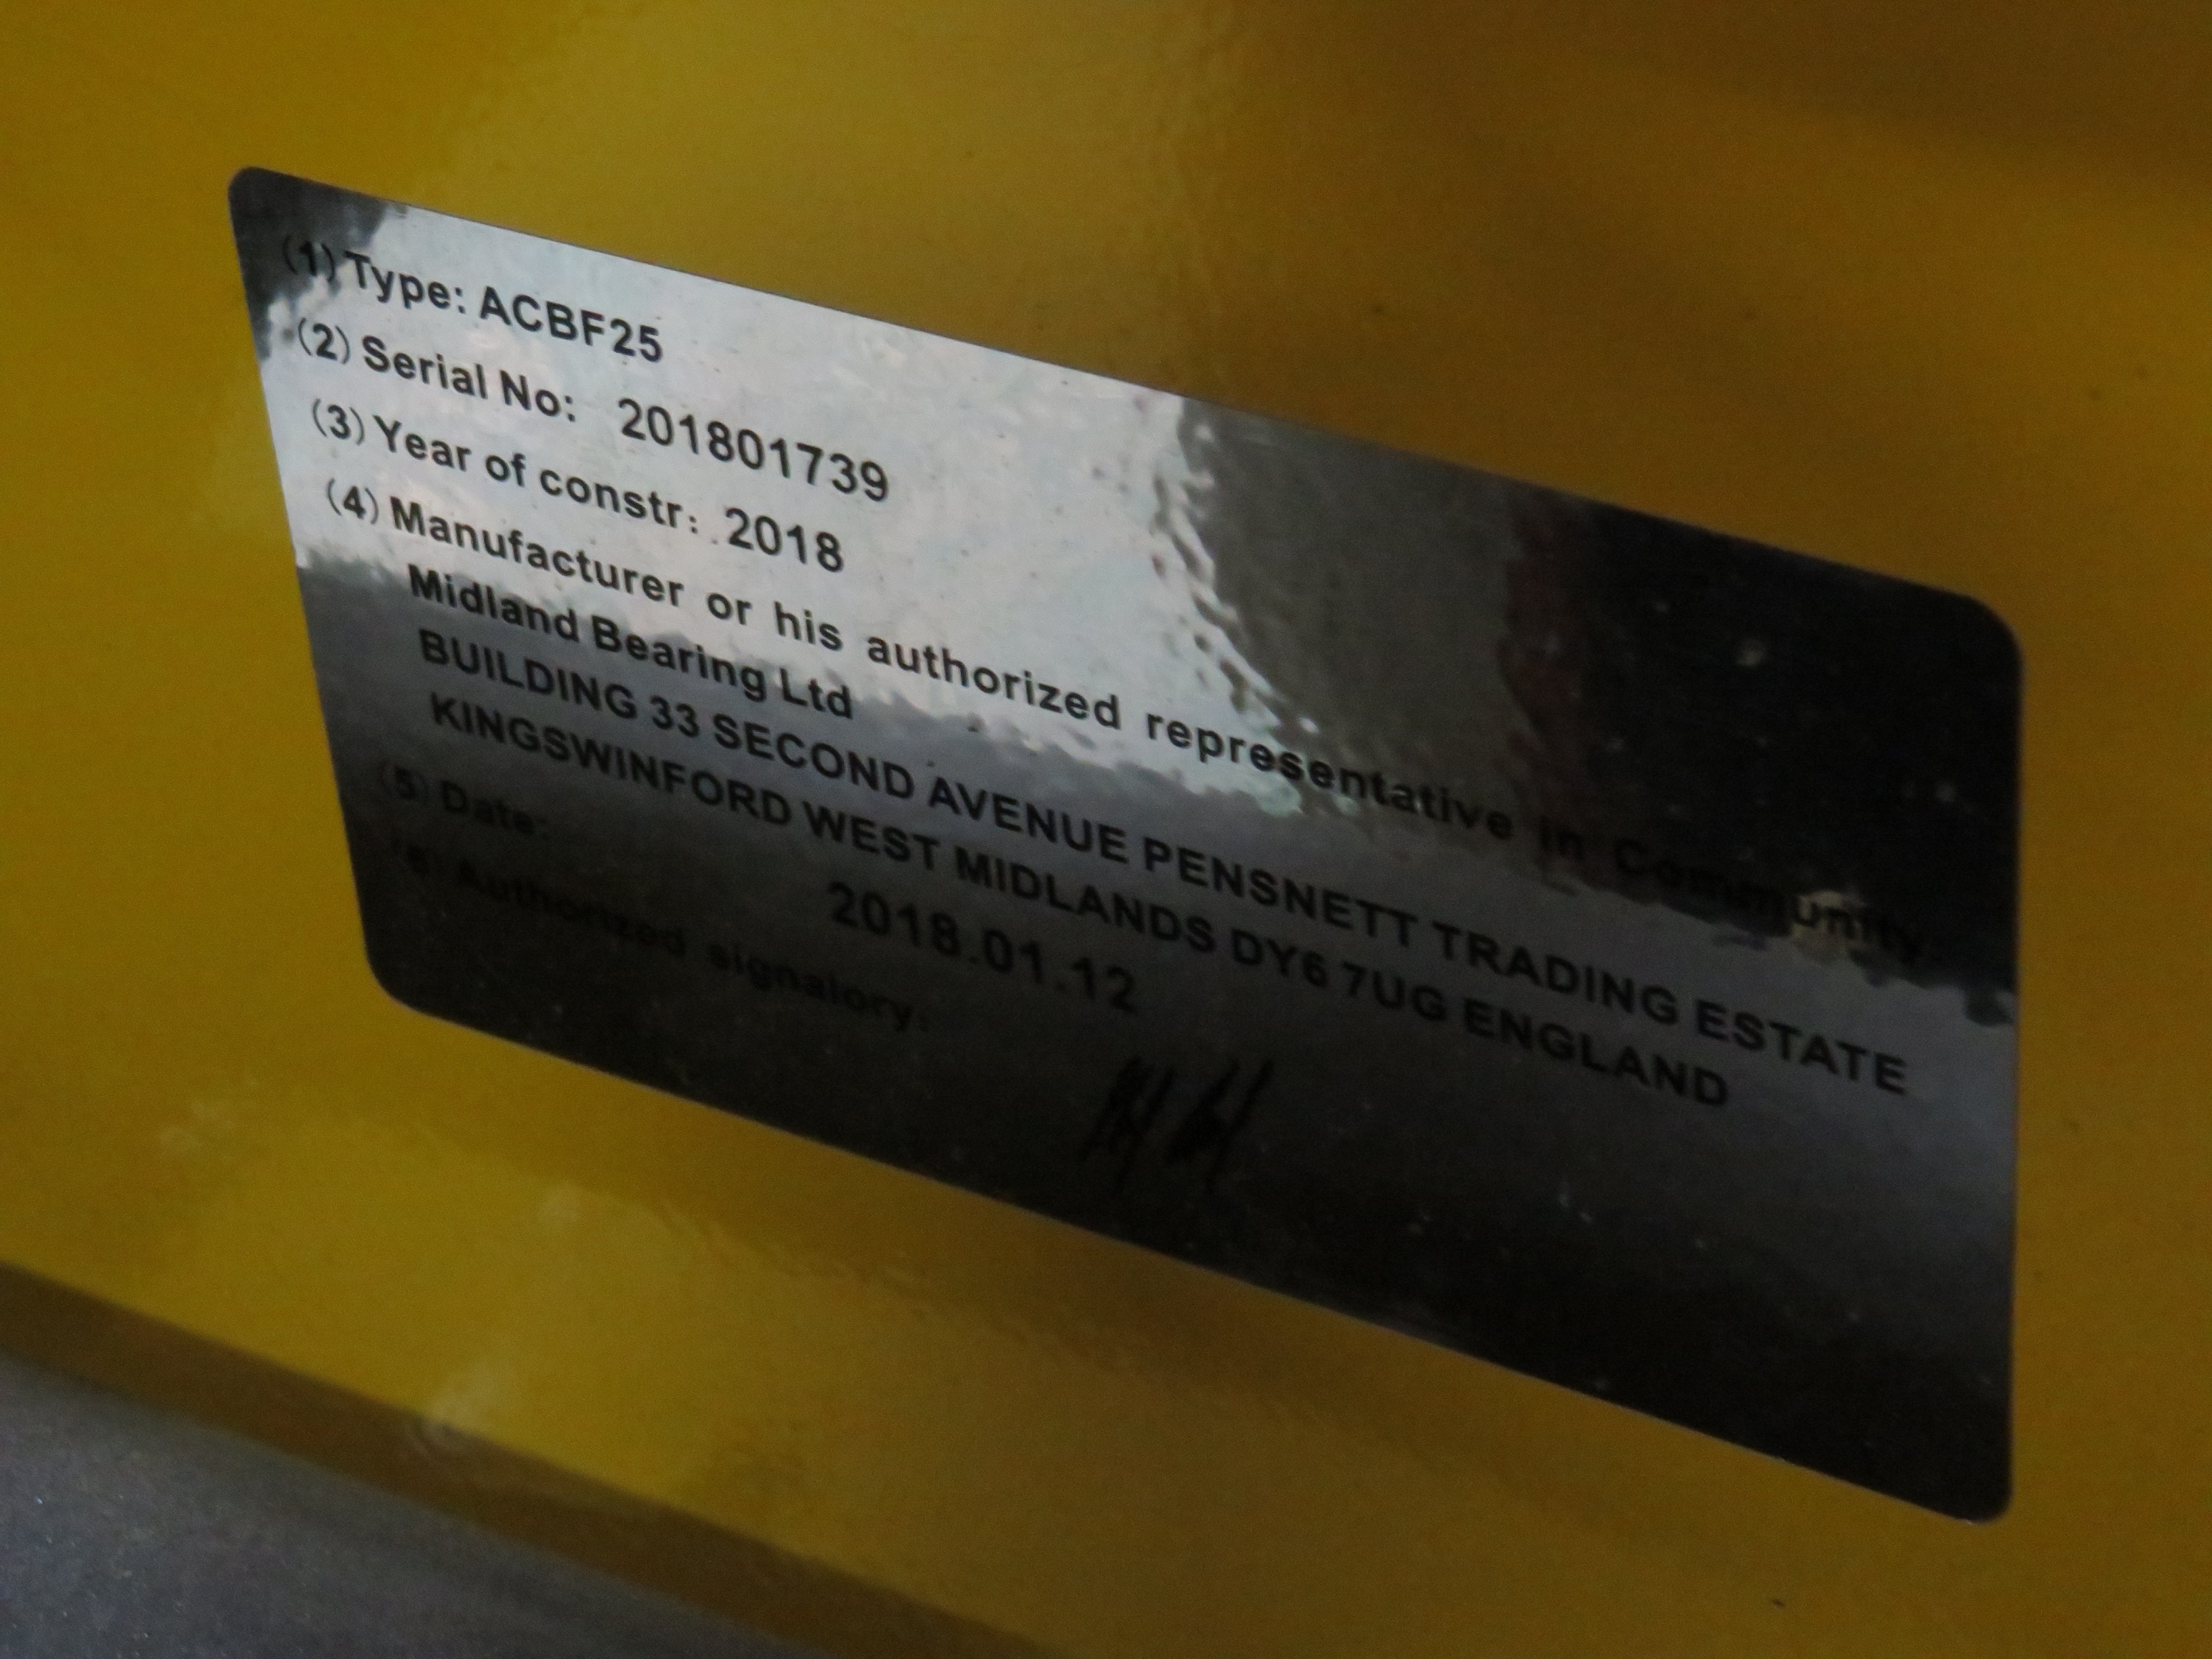 (1) Type: ACBF25
(2) Serial No: 201801739
(3) Year of constr: 2018
(4) Manufacturer or his authorized representative in Community:
Midland Bearing Ltd
BUILDING 33 SECOND AVENUE PENSNETT TRADING ESTATE
KINGSWINFORD WEST MIDLANDS DY6 7UG ENGLAND
(5) Date: 2018.01.12
(6) Authorized signalory: